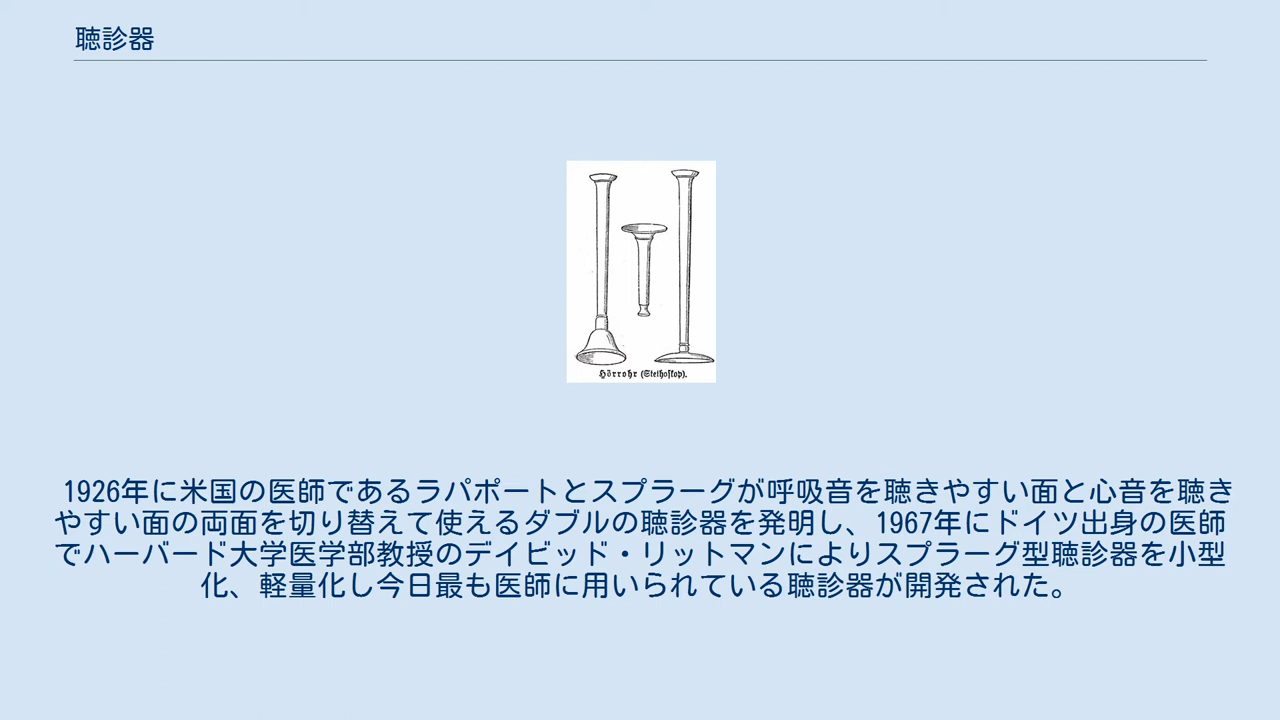 聴診器
Hörrohr (Stethoskop).
1926年に米国の医師であるラパポートとスプラーグが呼吸音を聴きやすい面と心音を聴き
やすい面の両面を切り替えて使えるダブルの聴診器を発明し、1967年にドイツ出身の医師
でハーバード大学医学部教授のデイビッド・リットマンによりスプラーグ型聴診器を小型
化、軽量化し今日最も医師に用いられている聴診器が開発された。